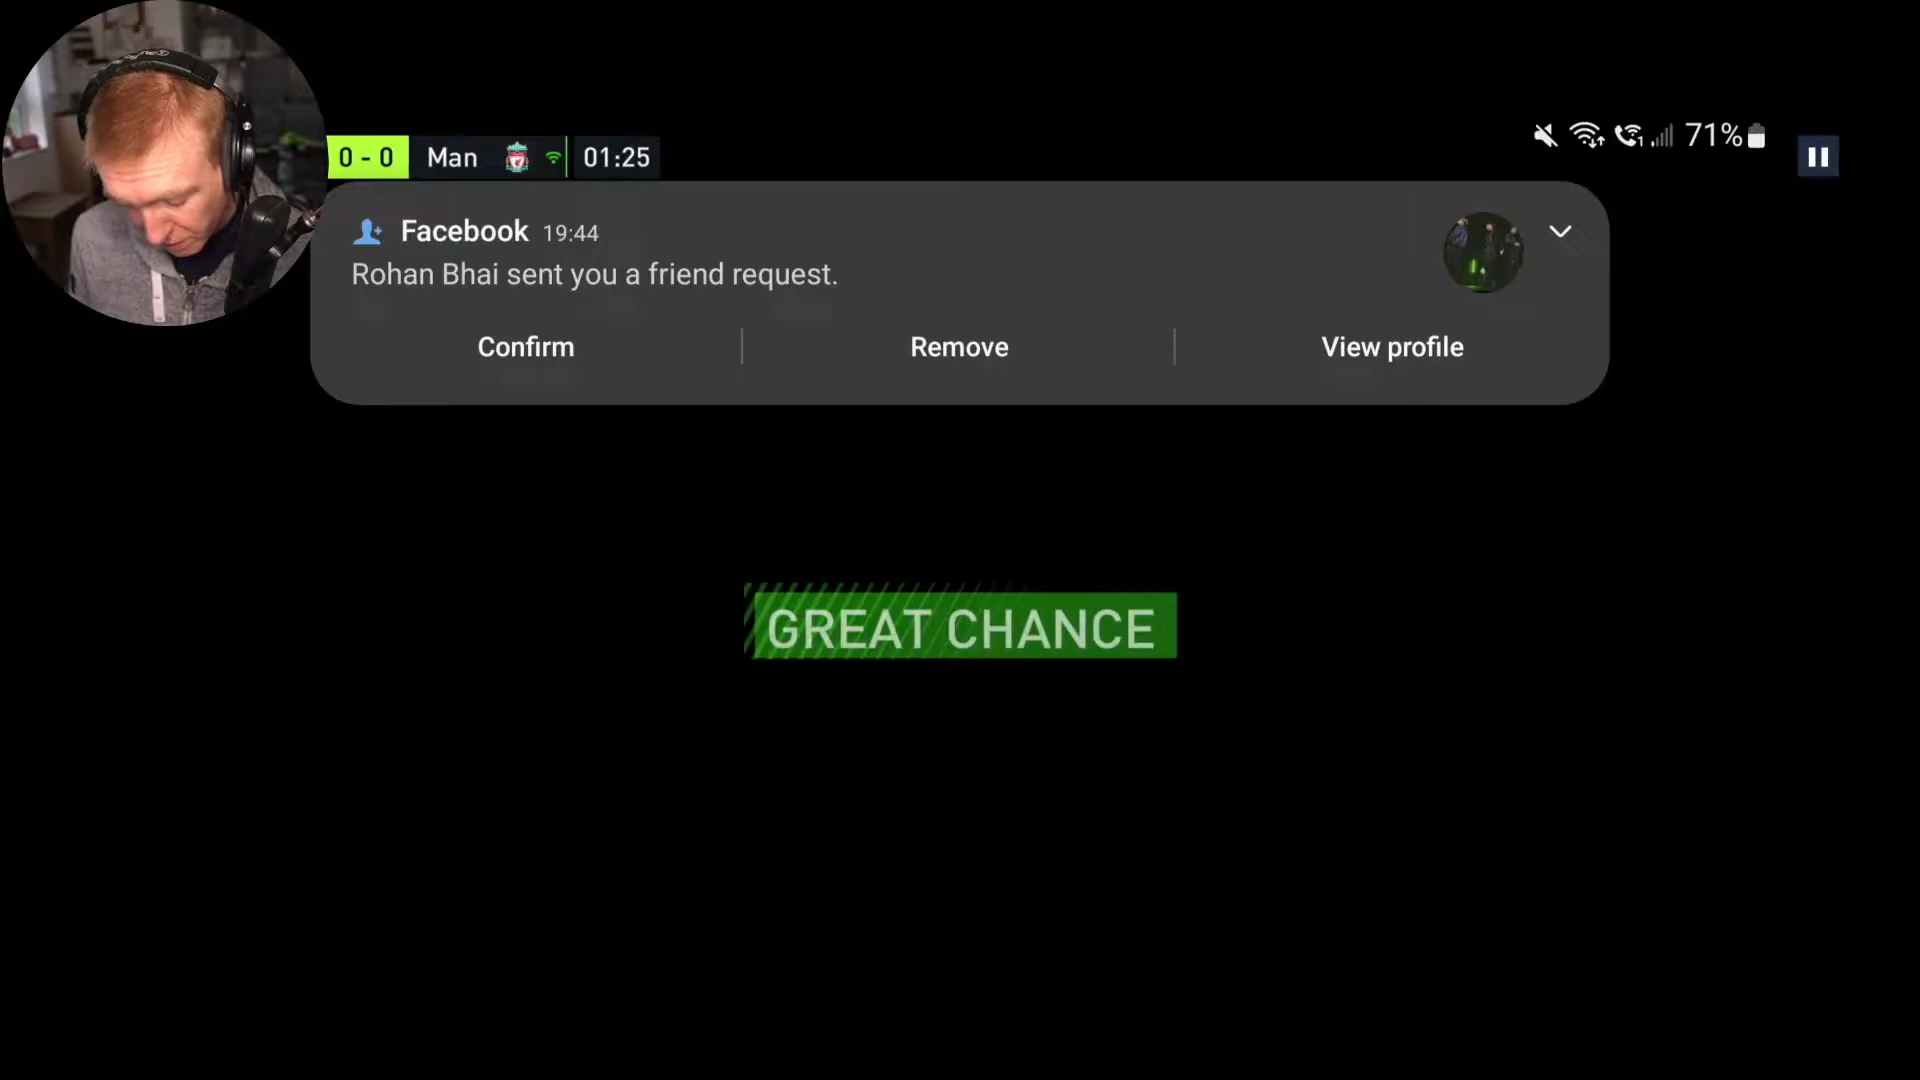 0 - 0 Man 01:25
71%
Facebook 19:44
Rohan Bhai sent you a friend request.
Confirm Remove View profile
GREAT CHANCE